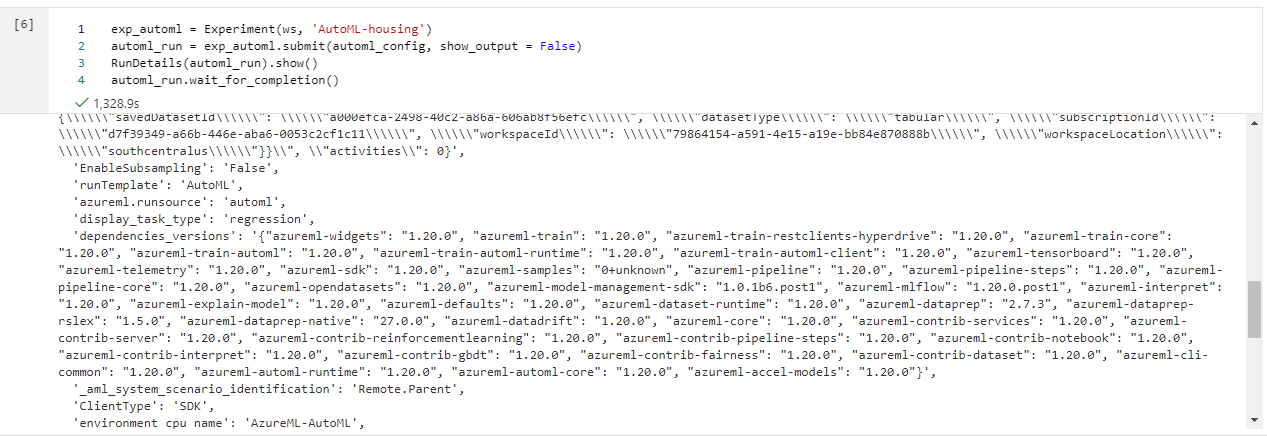 [6]
1 exp_automl = Experiment(ws, 'AutoML-housing')
2 automl_run = exp_automl.submit(automl_config, show_output = False)
3 RunDetails(automl_run).show()
4 automl_run.wait_for_completion()
1,328.9s
{\\\\\\"savedDatasetId\\\\\\": \\\\\\"a000efca-2498-40c2-a86a-606ab8f56efc\\\\\\", \\\\\\"datasetType\\\\\\": \\\\\\"tabular\\\\\\", \\\\\\"subscriptionId\\\\\\":
\\\\\\"d7f39349-a66b-446e-aba6-0053c2cf1c11\\\\\\", \\\\\\"workspaceId\\\\\\": \\\\\\"79864154-a591-4e15-a19e-bb84e870888b\\\\\\", \\\\\\"workspaceLocation\\\\\\":
\\\\\\"southcentralus\\\\\\"}}\\", \\"activities\\": 0}',
'EnableSubsampling': 'False',
'runTemplate': 'AutoML',
'azureml.runsource': 'automl',
'display_task_type': 'regression',
'dependencies_versions': '{"azureml-widgets": "1.20.0", "azureml-train": "1.20.0", "azureml-train-restclients-hyperdrive": "1.20.0", "azureml-train-core":
"1.20.0", "azureml-train-automl": "1.20.0", "azureml-train-automl-runtime": "1.20.0", "azureml-train-automl-client": "1.20.0", "azureml-tensorboard": "1.20.0",
"azureml-telemetry": "1.20.0", "azureml-sdk": "1.20.0", "azureml-samples": "0+unknown", "azureml-pipeline": "1.20.0", "azureml-pipeline-steps": "1.20.0", "azureml-
pipeline-core": "1.20.0", "azureml-opendatasets": "1.20.0", "azureml-model-management-sdk": "1.0.1b6.post1", "azureml-mlflow": "1.20.0.post1", "azureml-interpret":
"1.20.0", "azureml-explain-model": "1.20.0", "azureml-defaults": "1.20.0", "azureml-dataset-runtime": "1.20.0", "azureml-dataprep": "2.7.3", "azureml-dataprep-
rslex": "1.5.0", "azureml-dataprep-native": "27.0.0", "azureml-datadrift": "1.20.0", "azureml-core": "1.20.0", "azureml-contrib-services": "1.20.0", "azureml-
contrib-server": "1.20.0", "azureml-contrib-reinforcementlearning": "1.20.0", "azureml-contrib-pipeline-steps": "1.20.0", "azureml-contrib-notebook": "1.20.0",
"azureml-contrib-interpret": "1.20.0", "azureml-contrib-gbdt": "1.20.0", "azureml-contrib-fairness": "1.20.0", "azureml-contrib-dataset": "1.20.0", "azureml-cli-
common": "1.20.0", "azureml-automl-runtime": "1.20.0", "azureml-automl-core": "1.20.0", "azureml-accel-models": "1.20.0"}',
'_aml_system_scenario_identification': 'Remote.Parent',
'ClientType': 'SDK',
'environment cpu name': 'AzureML-AutoML',